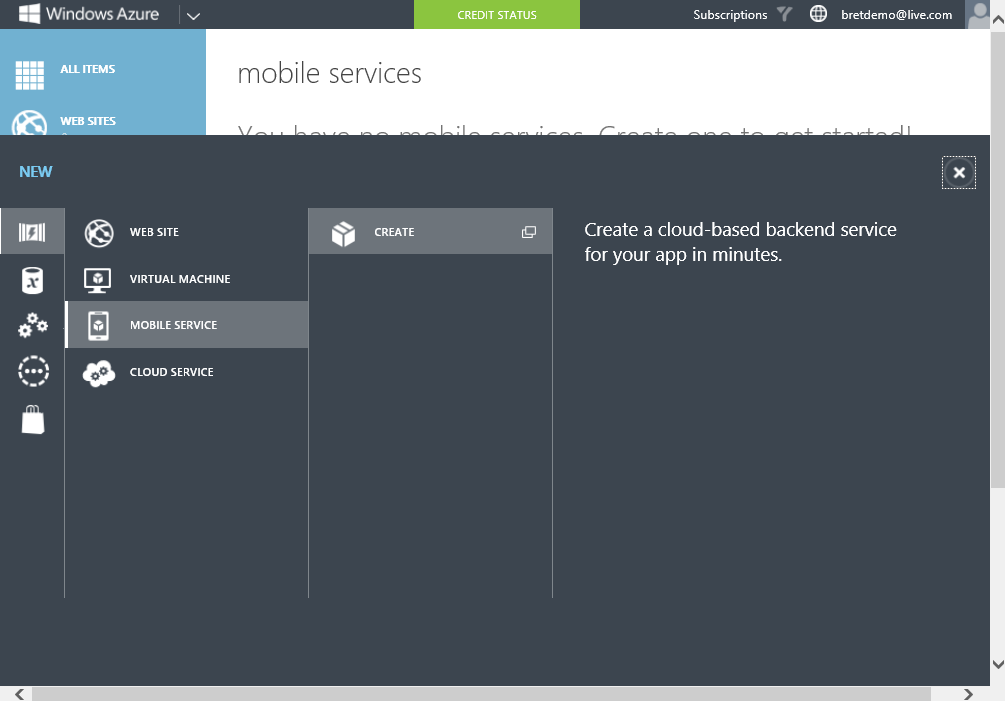 Windows Azure
CREDIT STATUS
Subscriptions
bretdemo@live.com
ALL ITEMS
WEB SITES
mobile services
You have no mobile services. Create one to get started!
NEW
WEB SITE
CREATE
Create a cloud-based backend service
for your app in minutes.
VIRTUAL MACHINE
MOBILE SERVICE
CLOUD SERVICE